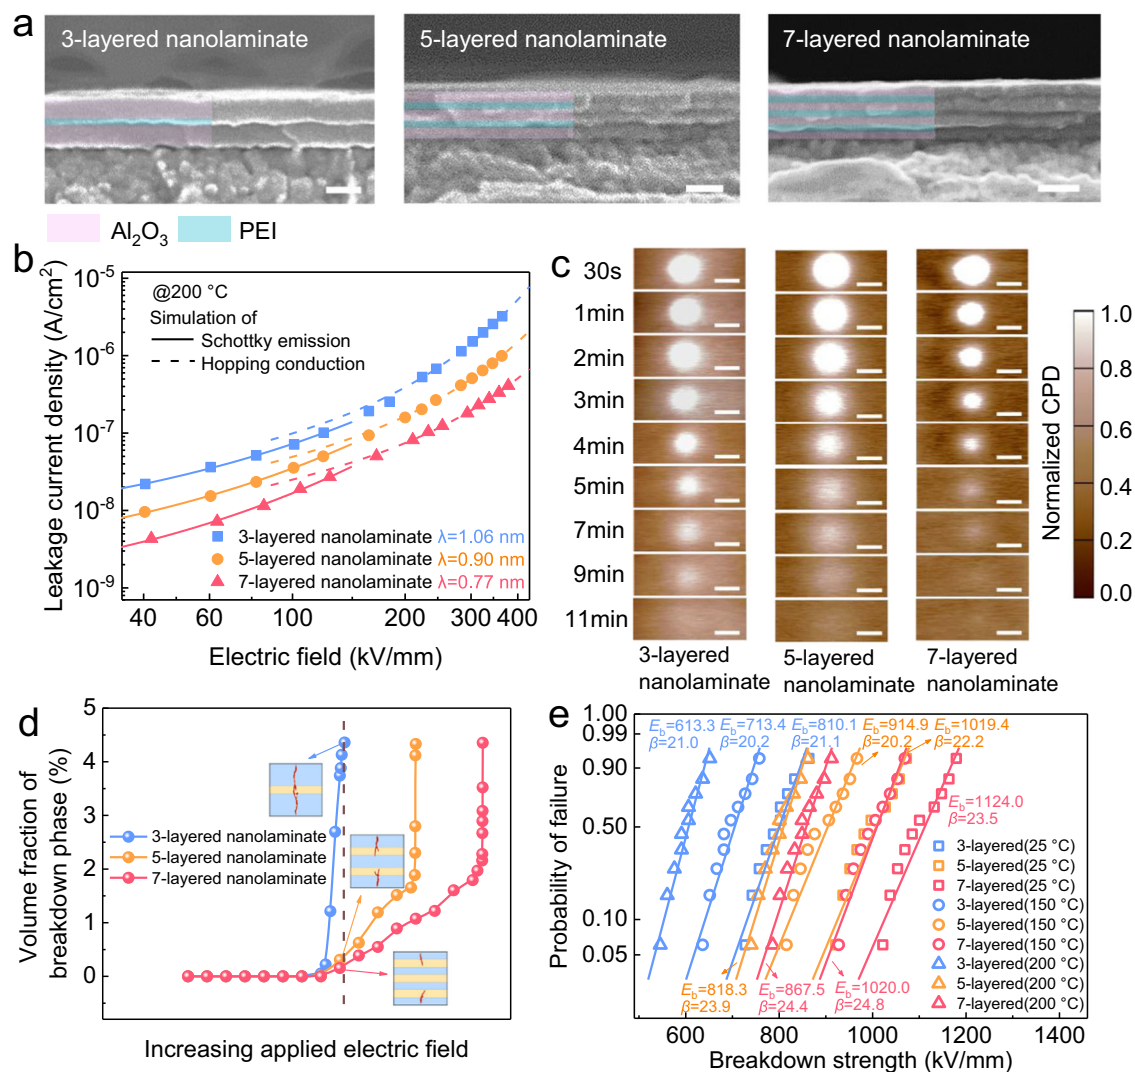 a
3-layered nanolaminate
5-layered nanolaminate
7-layered nanolaminate
Al₂O₃
PEI
b
Leakage current density (A/cm²)
10⁻⁵
10⁻⁶
10⁻⁷
10⁻⁸
10⁻⁹
@200 °C
Simulation of
Schottky emission
Hopping conduction
3-layered nanolaminate λ=1.06 nm
5-layered nanolaminate λ=0.90 nm
7-layered nanolaminate λ=0.77 nm
40
60
100
200
300
400
Electric field (kV/mm)
c
30s
1min
2min
3min
4min
5min
7min
9min
11min
3-layered
nanolaminate
5-layered
nanolaminate
7-layered
nanolaminate
Normalized CPD
1.0
0.8
0.6
0.4
0.2
0.0
d
Volume fraction of
breakdown phase (%)
5
4
3
2
1
0
3-layered nanolaminate
5-layered nanolaminate
7-layered nanolaminate
Increasing applied electric field
e
Probability of failure
1.00
0.99
0.90
0.50
0.10
0.05
E_b=613.3
β=21.0
E_b=713.4
β=20.2
E_b=810.1
β=21.1
E_b=914.9
β=20.2
E_b=1019.4
β=22.2
E_b=1124.0
β=23.5
3-layered(25 °C)
5-layered(25 °C)
7-layered(25 °C)
3-layered(150 °C)
5-layered(150 °C)
7-layered(150 °C)
3-layered(200 °C)
5-layered(200 °C)
7-layered(200 °C)
E_b=818.3
β=23.9
E_b=867.5
β=24.4
E_b=1020.0
β=24.8
600
800
1000
1200
1400
Breakdown strength (kV/mm)